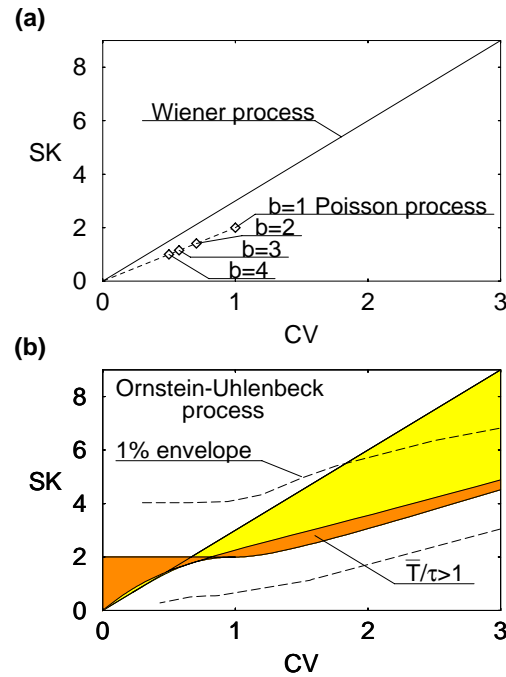 (a)
8
6
4
2
0
SK
Wiener process
b=1 Poisson process
b=2
b=3
b=4
0
1
2
3
CV
(b)
8
6
4
2
0
SK
Ornstein-Uhlenbeck
process
1% envelope
T̅/τ>1
0
1
2
3
CV